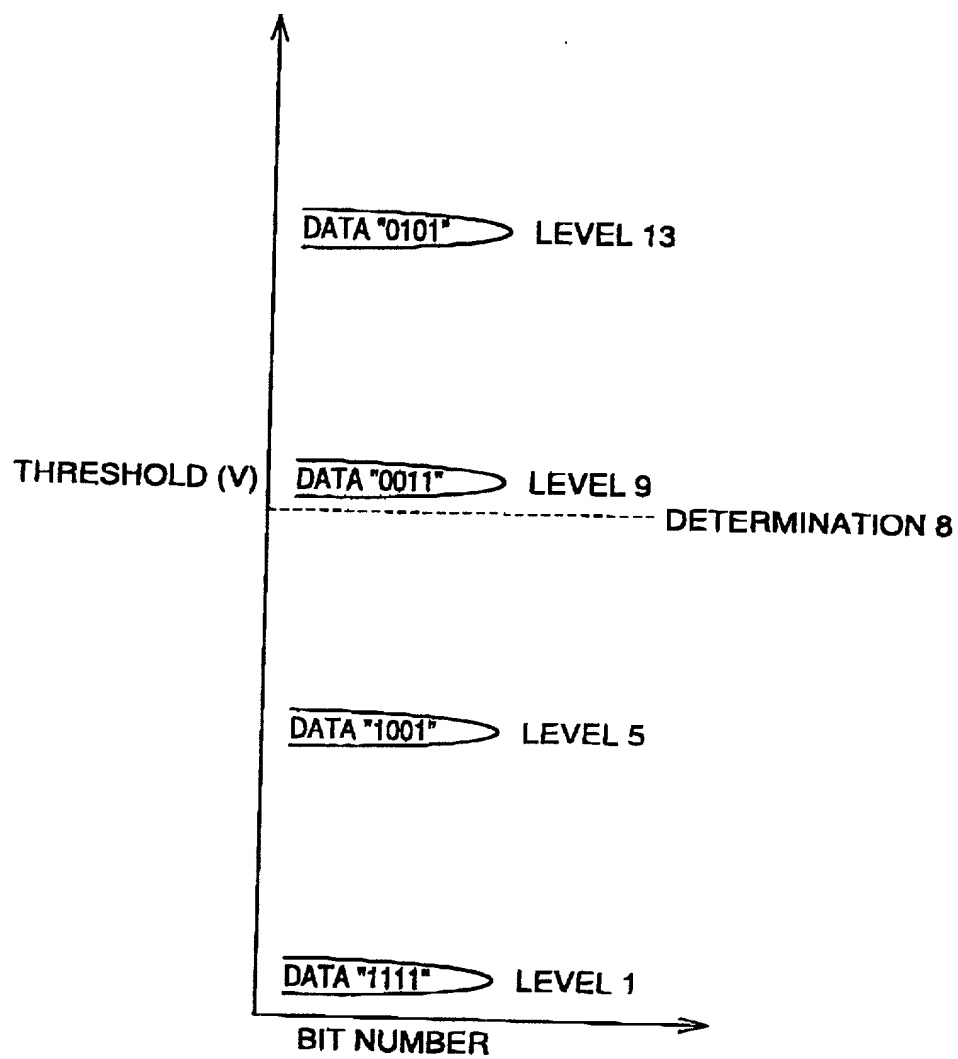 DATA "0101" LEVEL 13
THRESHOLD (V) DATA "0011" LEVEL 9
DETERMINATION 8
DATA "1001" LEVEL 5
DATA "1111" LEVEL 1
BIT NUMBER